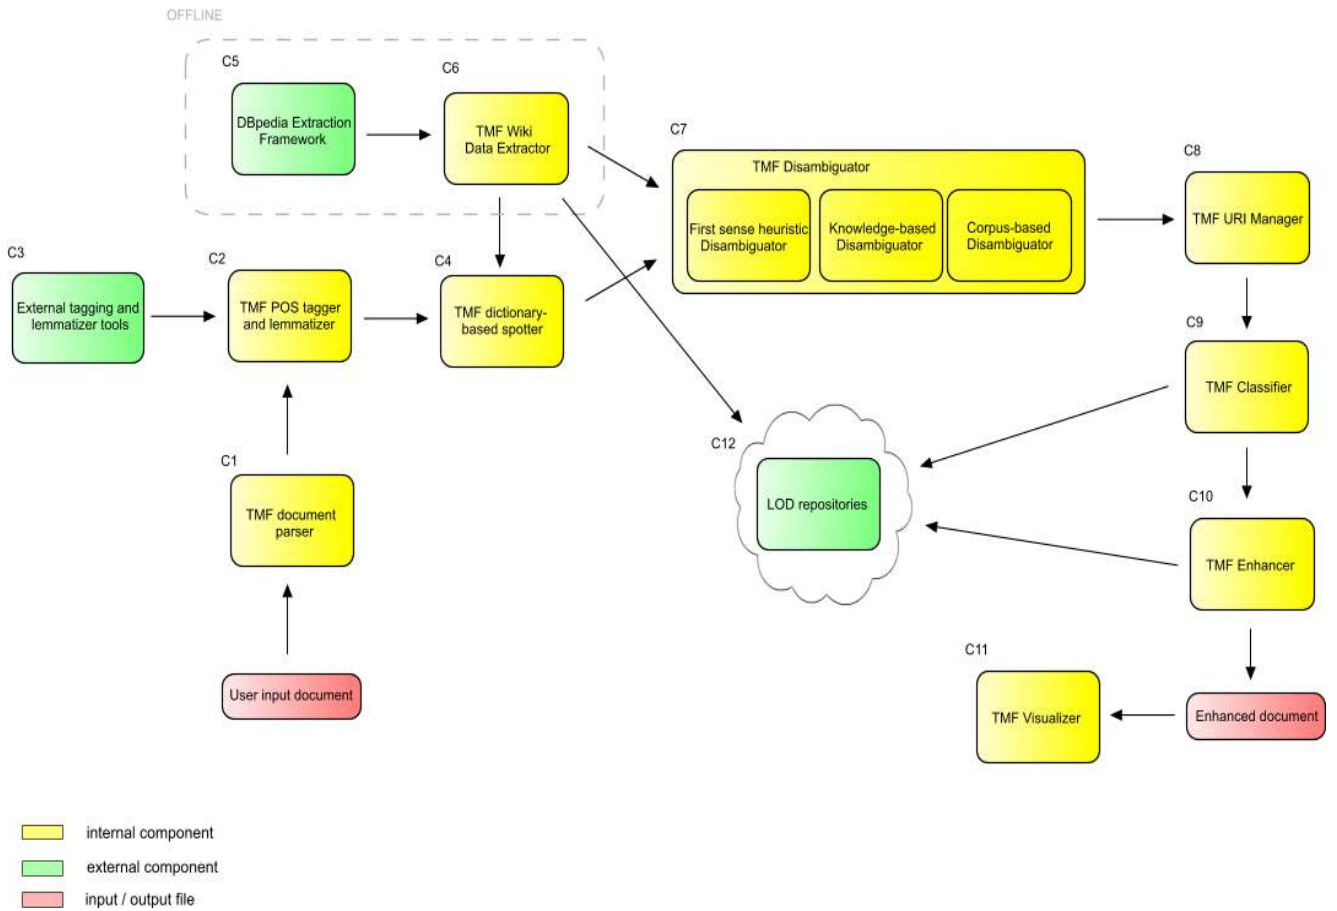 OFFLINE
C5
DBpedia Extraction
Framework
C6
TMF Wiki
Data Extractor
C7
TMF Disambiguator
First sense heuristic
Disambiguator
Knowledge-based
Disambiguator
Corpus-based
Disambiguator
C8
TMF URI Manager
C3
External tagging and
lemmatizer tools
C2
TMF POS tagger
and lemmatizer
C4
TMF dictionary-
based spotter
C9
TMF Classifier
C12
LOD repositories
C1
TMF document
parser
C10
TMF Enhancer
User input document
C11
TMF Visualizer
Enhanced document
internal component
external component
input / output file